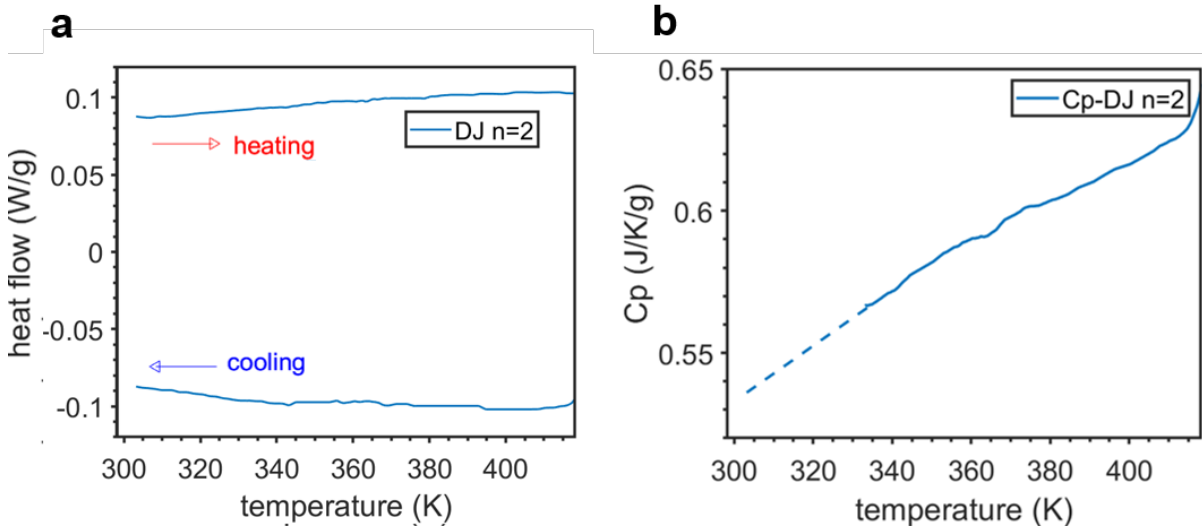 a
heat flow (W/g)
0.1
0.05
0
-0.05
-0.1
DJ n=2
heating
cooling
300 320 340 360 380 400
temperature (K)
b
Cp (J/K/g)
0.65
0.6
0.55
Cp-DJ n=2
300 320 340 360 380 400
temperature (K)